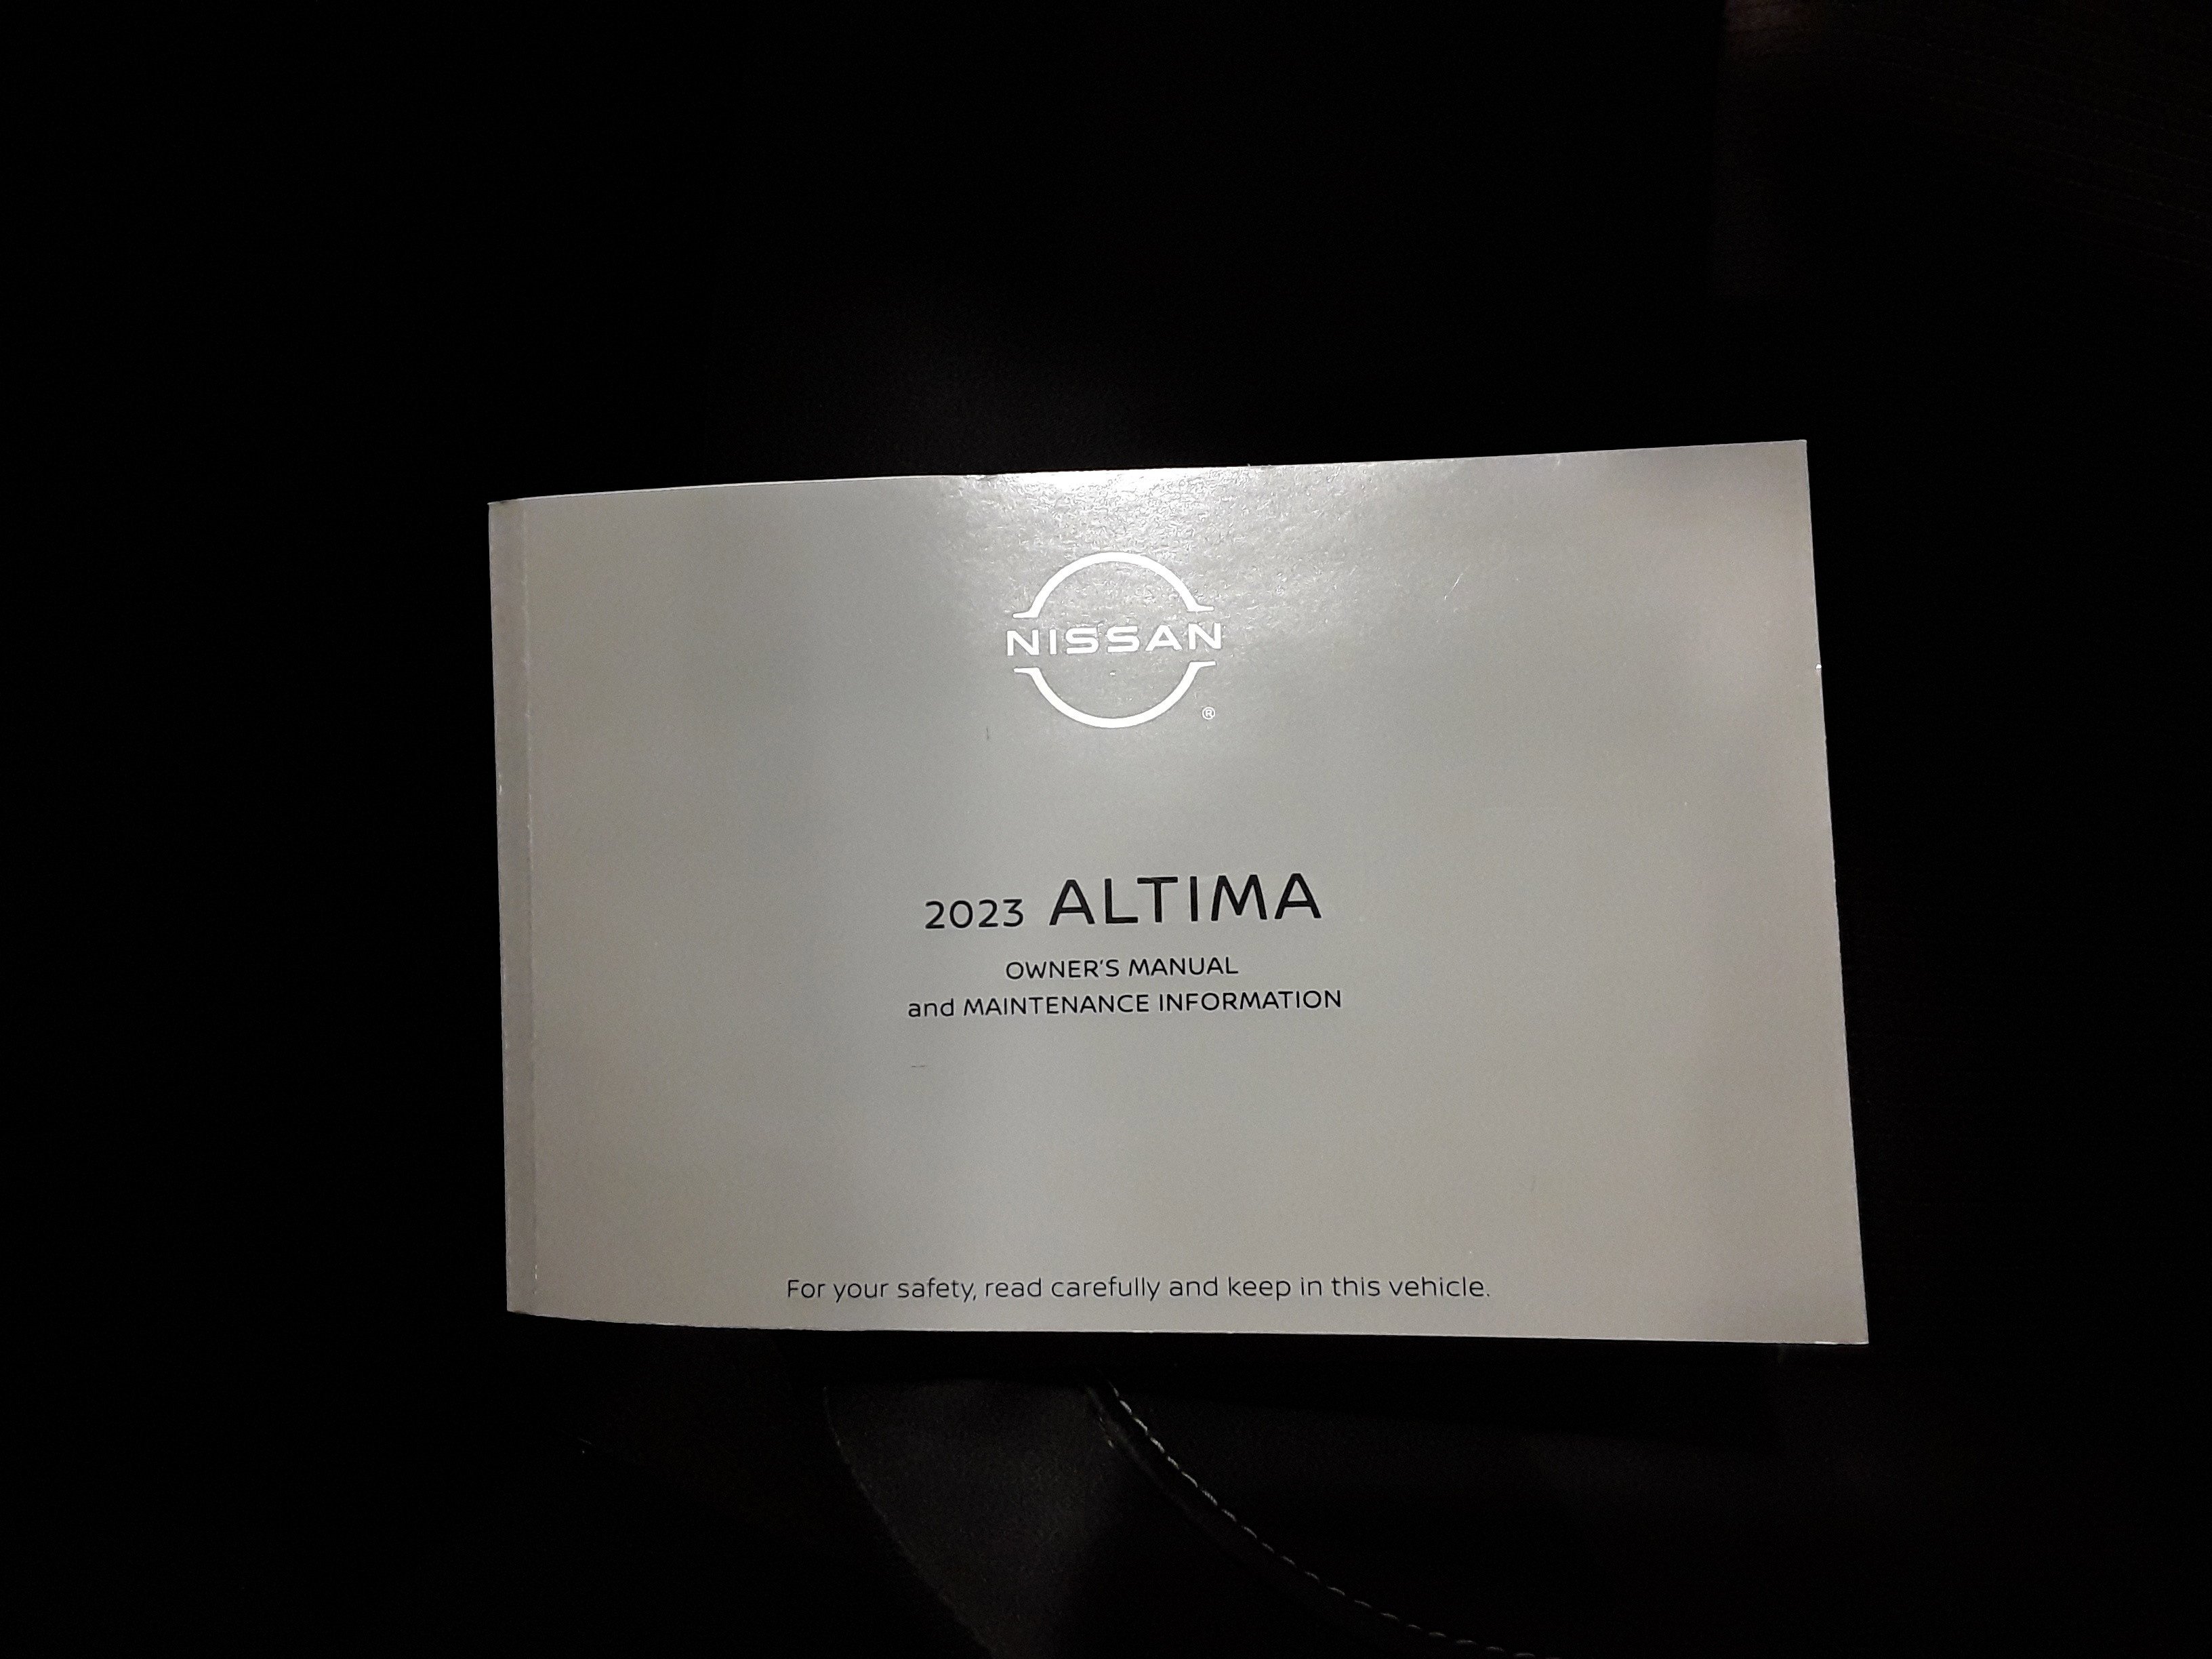 NISSAN
®
2023 ALTIMA
OWNER'S MANUAL
and MAINTENANCE INFORMATION
For your safety, read carefully and keep in this vehicle.